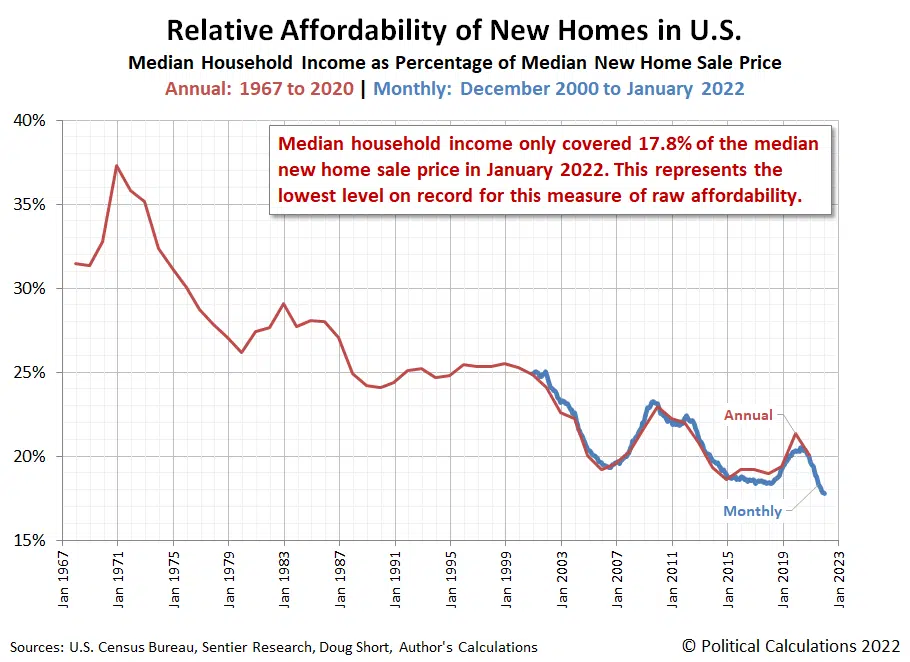 Relative Affordability of New Homes in U.S.
Median Household Income as Percentage of Median New Home Sale Price
Annual: 1967 to 2020 | Monthly: December 2000 to January 2022
40%
35%
30%
25%
20%
15%
Median household income only covered 17.8% of the median
new home sale price in January 2022. This represents the
lowest level on record for this measure of raw affordability.
Annual
Monthly
Jan 1967
Jan 1971
Jan 1975
Jan 1979
Jan 1983
Jan 1987
Jan 1991
Jan 1995
Jan 1999
Jan 2003
Jan 2007
Jan 2011
Jan 2015
Jan 2019
Jan 2023
Sources: U.S. Census Bureau, Sentier Research, Doug Short, Author's Calculations
© Political Calculations 2022